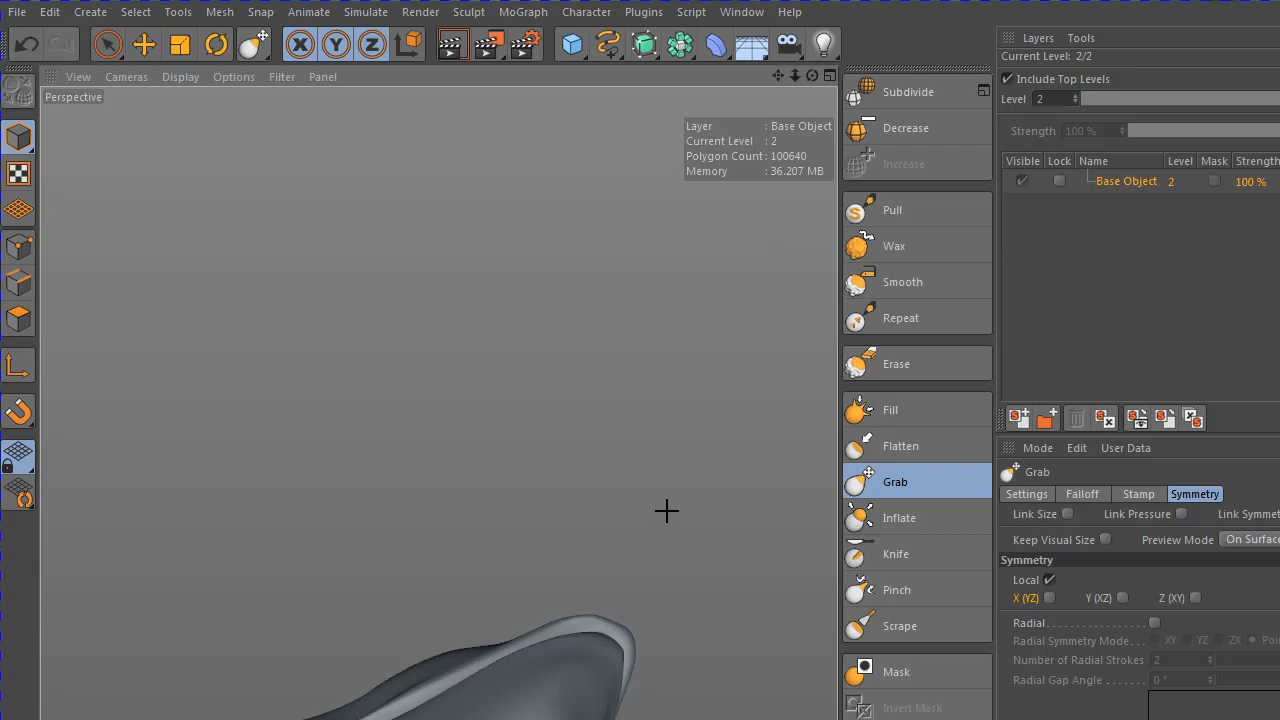 File Edit Create Select Tools Mesh Snap Animate Simulate Render Sculpt MoGraph Character Plugins Script Window Help
X Y Z
View Cameras Display Options Filter Panel
Perspective
Layer : Base Object
Current Level : 2
Polygon Count : 100640
Memory : 36.207 MB
Subdivide
Decrease
Increase
Pull
Wax
Smooth
Repeat
Erase
Fill
Flatten
Grab
Inflate
Knife
Pinch
Scrape
Mask
Invert Mask
Layers Tools
Current Level: 2/2
Include Top Levels
Level 2
Strength 100 %
Visible Lock Name Level Mask Strength
Base Object 2 100 %
Mode Edit User Data
Grab
Settings Falloff Stamp Symmetry
Link Size Link Pressure Link Symmet
Keep Visual Size Preview Mode On Surface
Symmetry
Local
X (YZ) Y (XZ) Z (XY)
Radial
Radial Symmetry Mode XY YZ ZX Poi
Number of Radial Strokes 2
Radial Gap Angle 0 °